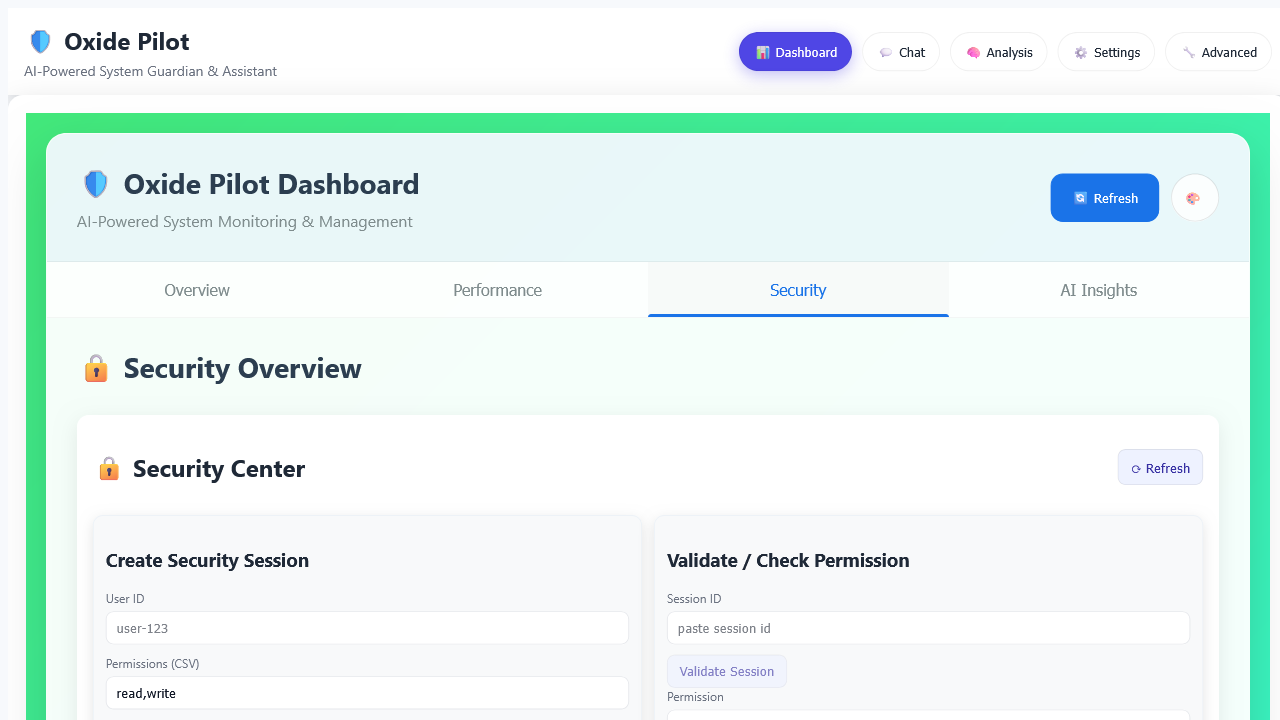 Oxide Pilot
AI-Powered System Guardian & Assistant
Dashboard
Chat
Analysis
Settings
Advanced
Oxide Pilot Dashboard
AI-Powered System Monitoring & Management
Refresh
Overview
Performance
Security
AI Insights
Security Overview
Security Center
Refresh
Create Security Session
User ID
user-123
Permissions (CSV)
read,write
Validate / Check Permission
Session ID
paste session id
Validate Session
Permission